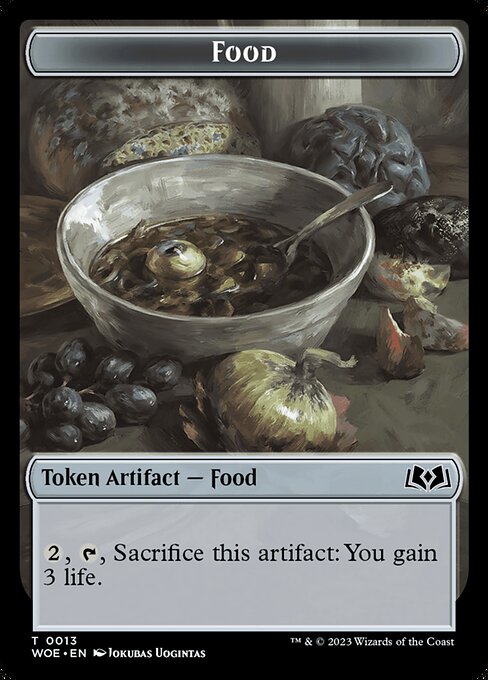 Food
Token Artifact — Food
2, T, Sacrifice this artifact: You gain
3 life.
T 0013
WOE • EN Jokubas Uogintas
™ & © 2023 Wizards of the Coast